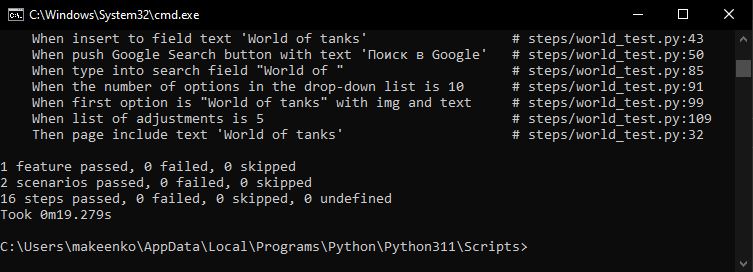 C:\Windows\System32\cmd.exe
When insert to field text 'World of tanks' # steps/world_test.py:43
When push Google Search button with text 'Поиск в Google' # steps/world_test.py:50
When type into search field "World of " # steps/world_test.py:85
When the number of options in the drop-down list is 10 # steps/world_test.py:91
When first option is "World of tanks" with img and text # steps/world_test.py:99
When list of adjustments is 5 # steps/world_test.py:109
Then page include text 'World of tanks' # steps/world_test.py:32
1 feature passed, 0 failed, 0 skipped
2 scenarios passed, 0 failed, 0 skipped
16 steps passed, 0 failed, 0 skipped, 0 undefined
Took 0m19.279s
C:\Users\makeenko\AppData\Local\Programs\Python\Python311\Scripts>